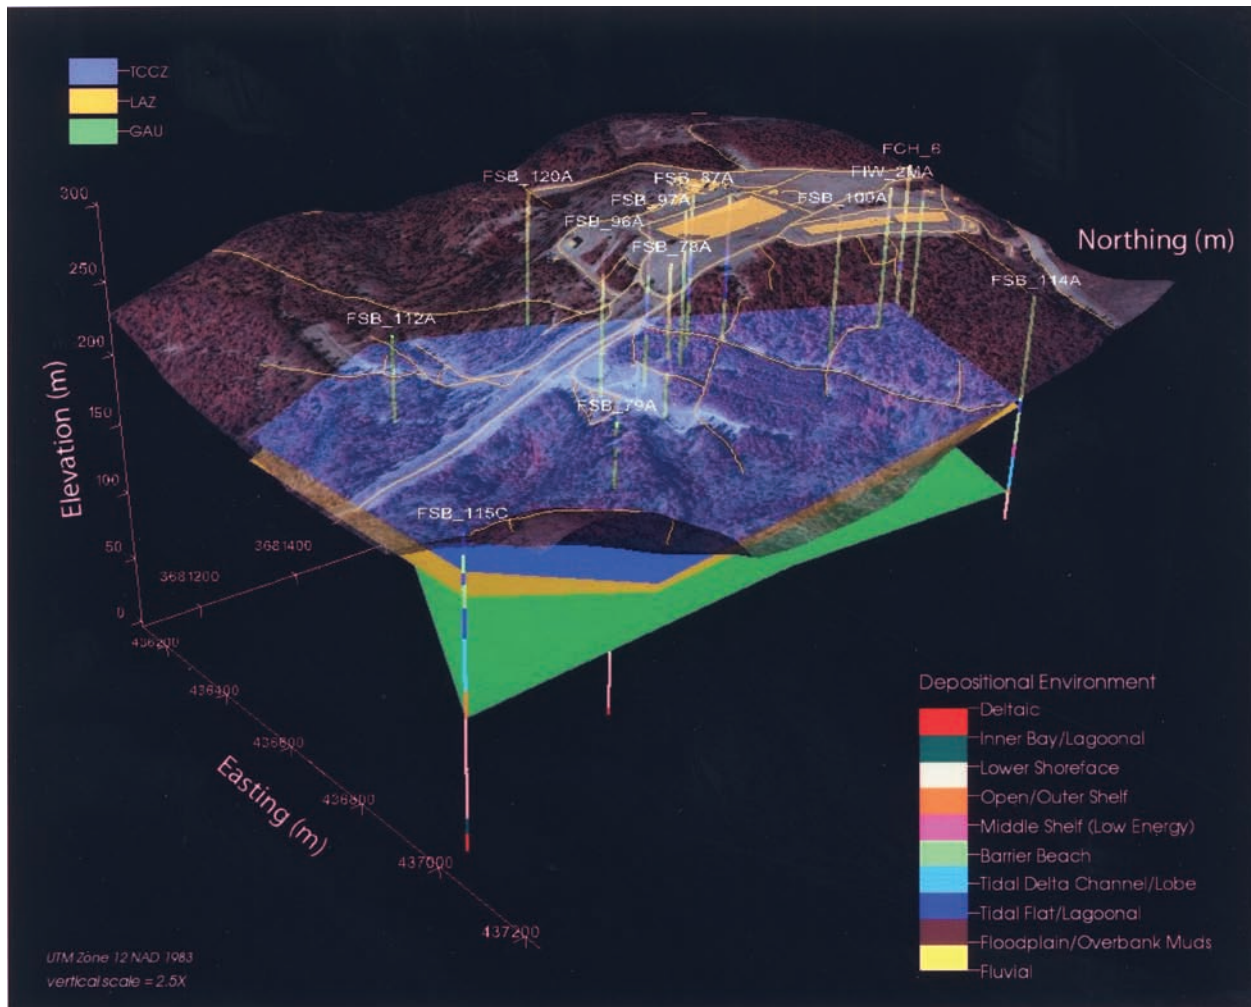 TCCZ
LAZ
GAU
FCH_6
FSB_120A
FSB_87A
FIW_2MA
FSB_97A
FSB_100A
FSB_96A
FSB_78A
Northing (m)
FSB_114A
FSB_112A
FSB_79A
FSB_115C
300
250
200
150
100
50
0
Elevation (m)
3681400
3681200
436200
436400
436600
436800
437000
437200
Easting (m)
Depositional Environment
Deltaic
Inner Bay/Lagoonal
Lower Shoreface
Open/Outer Shelf
Middle Shelf (Low Energy)
Barrier Beach
Tidal Delta Channel/Lobe
Tidal Flat/Lagoonal
Floodplain/Overbank Muds
Fluvial
UTM Zone 12 NAD 1983
vertical scale = 2.5X